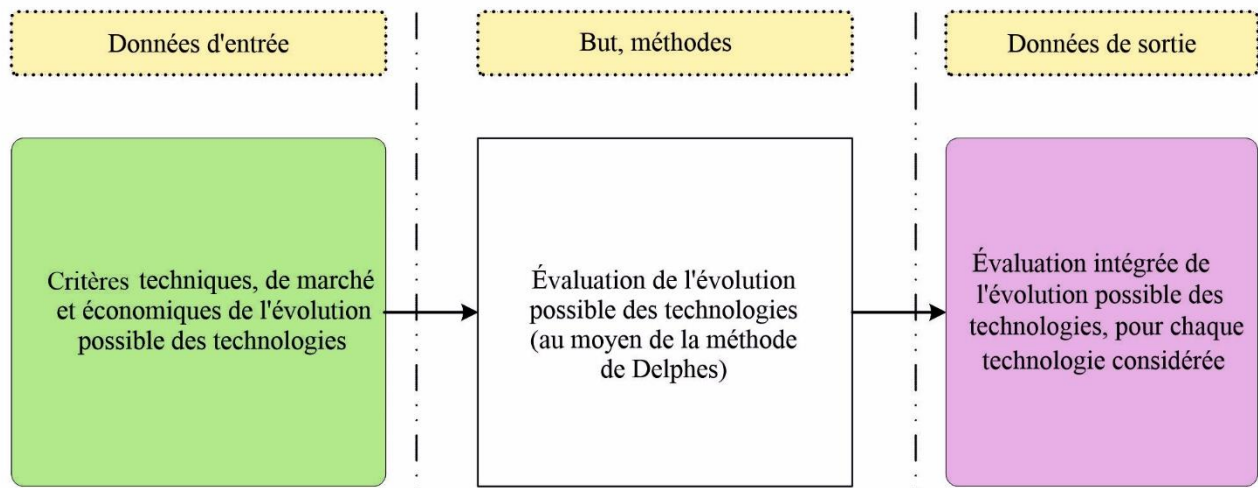 Données d'entrée
But, méthodes
Données de sortie
Critères techniques, de marché
et économiques de l'évolution
possible des technologies
Évaluation de l'évolution
possible des technologies
(au moyen de la méthode
de Delphes)
Évaluation intégrée de
l'évolution possible des
technologies, pour chaque
technologie considérée